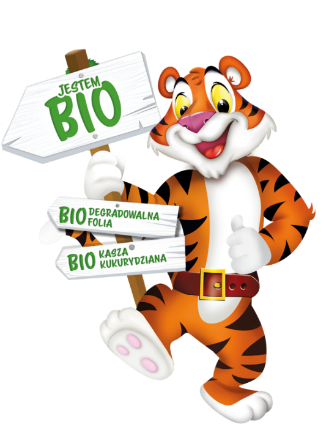 JESTEM
BIO
BIO DEGRADOWALNA
FOLIA
BIO KASZA
KUKURYDZIANA